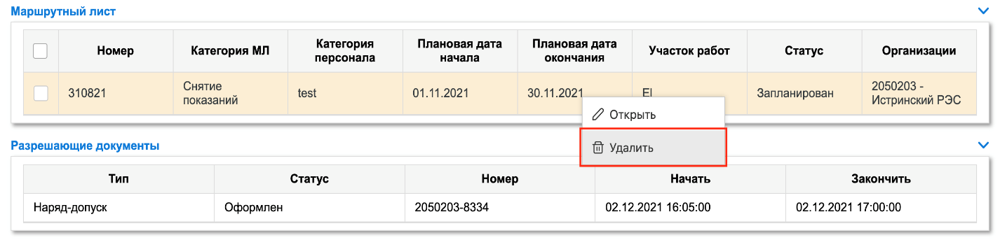 Маршрутный лист
Номер Категория МЛ Категория персонала Плановая дата начала Плановая дата окончания Участок работ Статус Организации
310821 Снятие показаний test 01.11.2021 30.11.2021 El Запланирован 2050203 - Истринский РЭС
Открыть
Удалить
Разрешающие документы
Тип Статус Номер Начать Закончить
Наряд-допуск Оформлен 2050203-8334 02.12.2021 16:05:00 02.12.2021 17:00:00